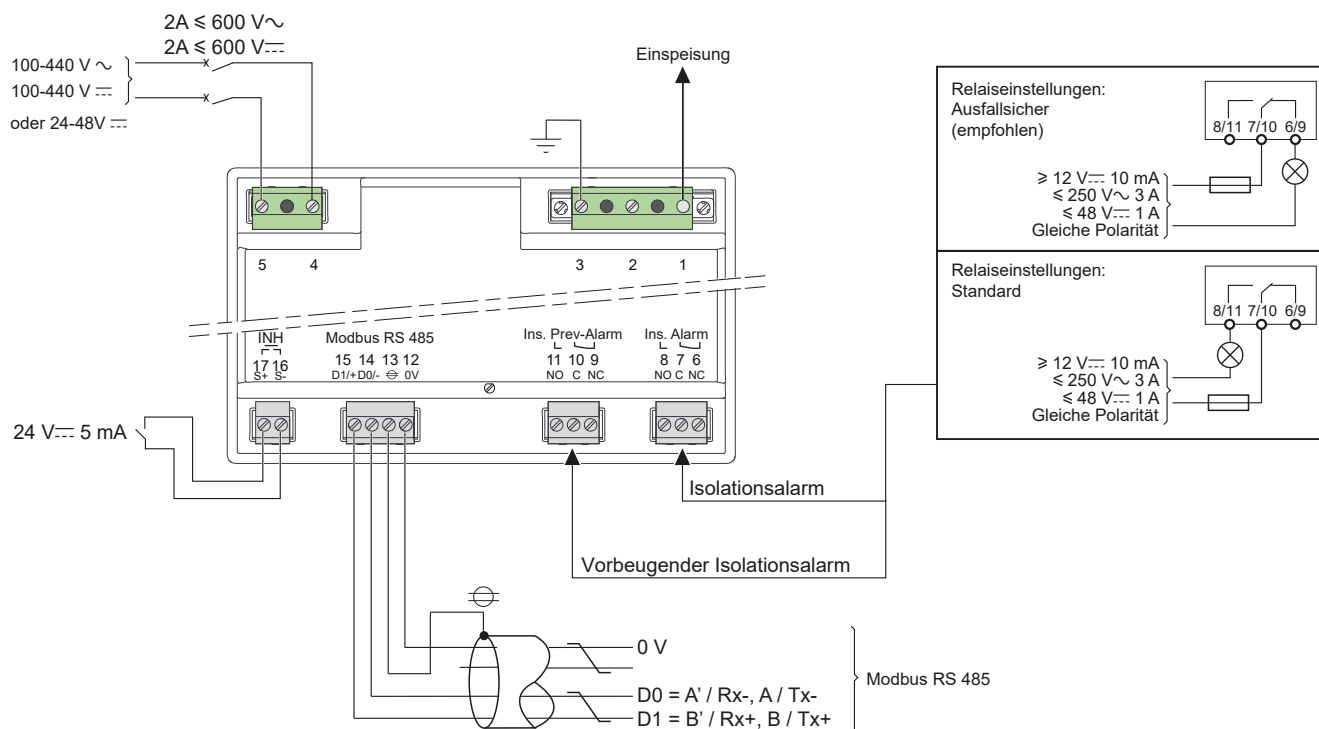 2A ≤ 600 V∼
2A ≤ 600 V⎓
100-440 V ∼
100-440 V ⎓
oder 24-48V ⎓
Einspeisung
5 4 3 2 1
INH
17 16
S+ S-
Modbus RS 485
15 14 13 12
D1/+ D0/- 0V
Ins. Prev-Alarm
11 10 9
NO C NC
Ins. Alarm
8 7 6
NO C NC
24 V⎓ 5 mA
Isolationsalarm
Vorbeugender Isolationsalarm
0 V
D0 = A’ / Rx-, A / Tx-
D1 = B’ / Rx+, B / Tx+
Modbus RS 485
Relaiseinstellungen:
Ausfallsicher
(empfohlen)
8/11 7/10 6/9
≥ 12 V⎓ 10 mA
≤ 250 V∼ 3 A
≤ 48 V⎓ 1 A
Gleiche Polarität
Relaiseinstellungen:
Standard
8/11 7/10 6/9
≥ 12 V⎓ 10 mA
≤ 250 V∼ 3 A
≤ 48 V⎓ 1 A
Gleiche Polarität